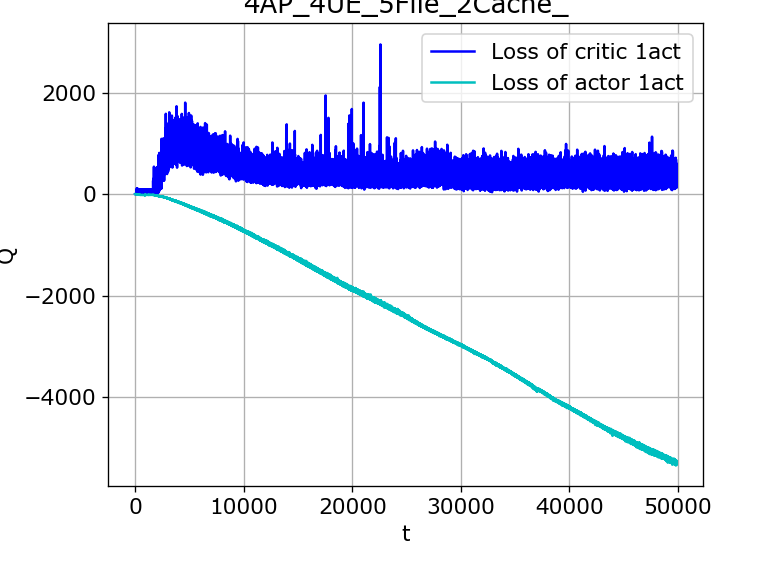 4AP_4UE_5File_2Cache_
Loss of critic 1act
Loss of actor 1act
2000
0
−2000
−4000
Q
0 10000 20000 30000 40000 50000
t